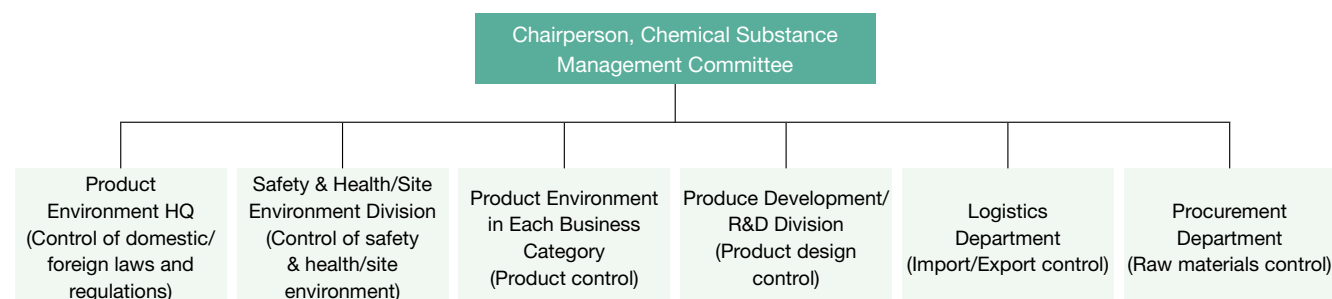 Chairperson, Chemical Substance
Management Committee
Product
Environment HQ
(Control of domestic/
foreign laws and
regulations)
Safety & Health/Site
Environment Division
(Control of safety
& health/site
environment)
Product Environment
in Each Business
Category
(Product control)
Produce Development/
R&D Division
(Product design
control)
Logistics
Department
(Import/Export control)
Procurement
Department
(Raw materials control)